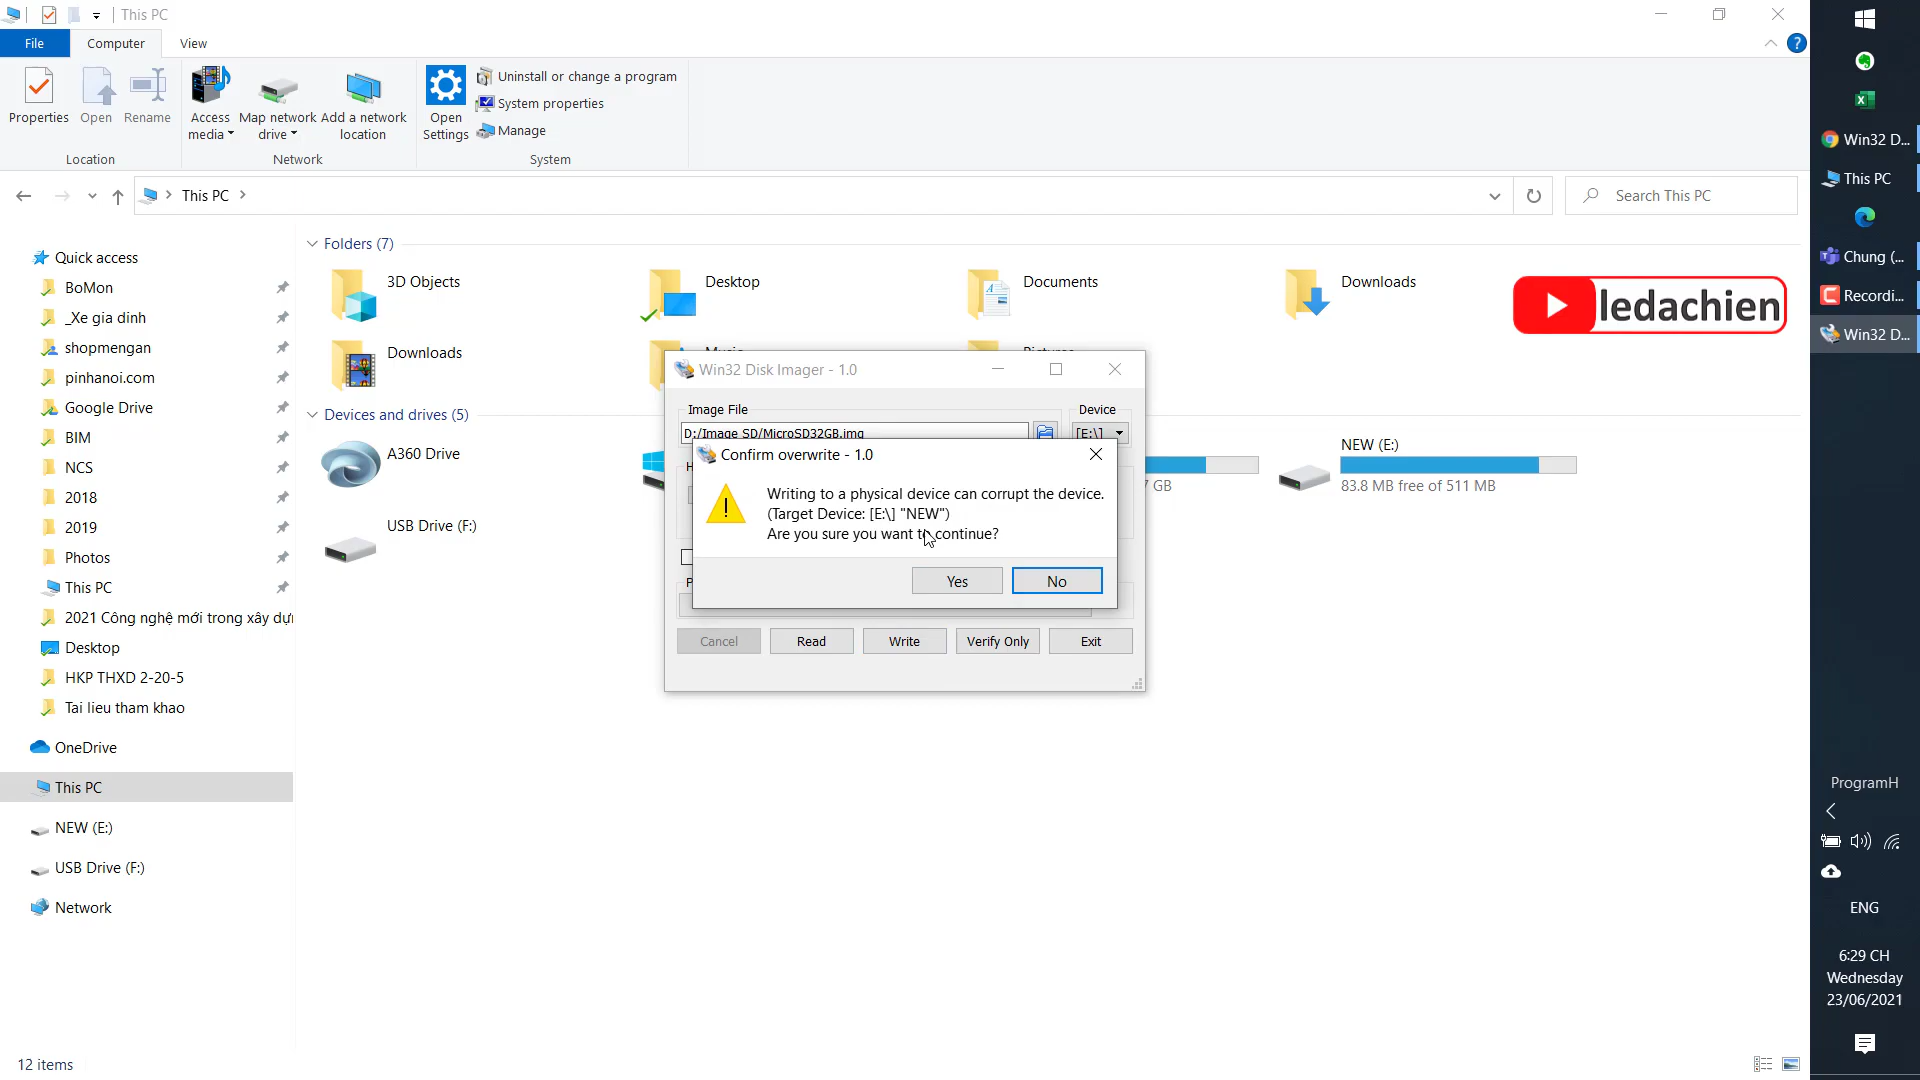 This PC
File
Computer
View
Properties
Open
Rename
Access media
Map network drive
Add a network location
Open Settings
Uninstall or change a program
System properties
Manage
Location
Network
System
This PC
Search This PC
Quick access
BoMon
_Xe gia dinh
shopmengan
pinhanoi.com
Google Drive
BIM
NCS
2018
2019
Photos
This PC
2021 Công nghệ mới trong xây dựn
Desktop
HKP THXD 2-20-5
Tai lieu tham khao
OneDrive
This PC
NEW (E:)
USB Drive (F:)
Network
12 items
Folders (7)
3D Objects
Desktop
Documents
Downloads
Downloads
Devices and drives (5)
A360 Drive
GB
NEW (E:)
83.8 MB free of 511 MB
USB Drive (F:)
ledachien
Win32 Disk Imager - 1.0
Image File
Device
D:/Image SD/MicroSD32GB.img
[E:\]
Confirm overwrite - 1.0
Writing to a physical device can corrupt the device.
(Target Device: [E:\] "NEW")
Are you sure you want to continue?
Yes
No
Cancel
Read
Write
Verify Only
Exit
Win32 D...
This PC
Chung (...
Recordi...
Win32 D...
ProgramH
ENG
6:29 CH
Wednesday
23/06/2021